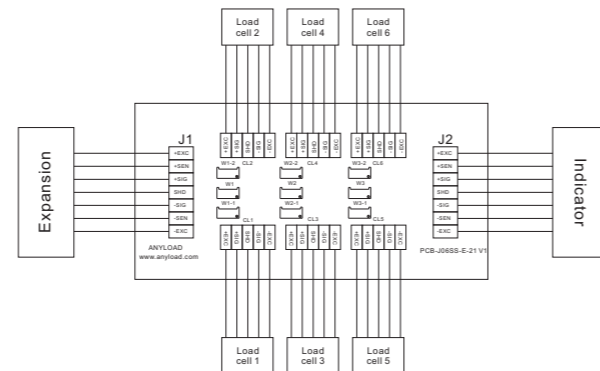 Load
cell 2
Load
cell 4
Load
cell 6
+EXC
+SIG
SHD
-SIG
-EXC
+EXC
+SIG
SHD
-SIG
-EXC
+EXC
+SIG
SHD
-SIG
-EXC
W1-2 CL2
W2-2 CL4
W3-2 CL6
W1
W2
W3
W1-1
W2-1
W3-1
CL1
CL3
CL5
+EXC
+SIG
SHD
-SIG
-EXC
+EXC
+SIG
SHD
-SIG
-EXC
+EXC
+SIG
SHD
-SIG
-EXC
Expansion
J1
+EXC
+SEN
+SIG
SHD
-SIG
-SEN
-EXC
ANYLOAD
www.anyload.com
J2
+EXC
+SEN
+SIG
SHD
-SIG
-SEN
-EXC
PCB-J06SS-E-21 V1
Indicator
Load
cell 1
Load
cell 3
Load
cell 5